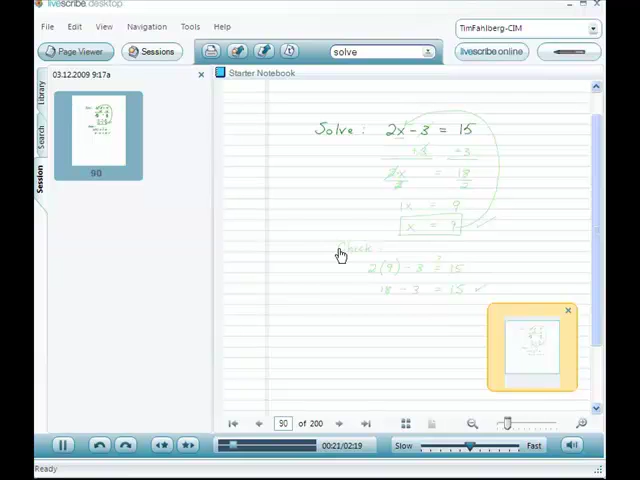 livescribe desktop
File Edit View Navigation Tools Help
TimFahlberg-CIM
Page Viewer
Sessions
solve
livescribe online
03.12.2009 9:17a
Starter Notebook
Library
Search
Session
90
Solve: 2x - 3 = 15
+3 +3
2x = 18
2 2
1x = 9
x = 9
Check:
2(9) - 3 ?= 15
18 - 3 = 15 ✓
90 of 200
00:21/02:19
Slow
Fast
Ready